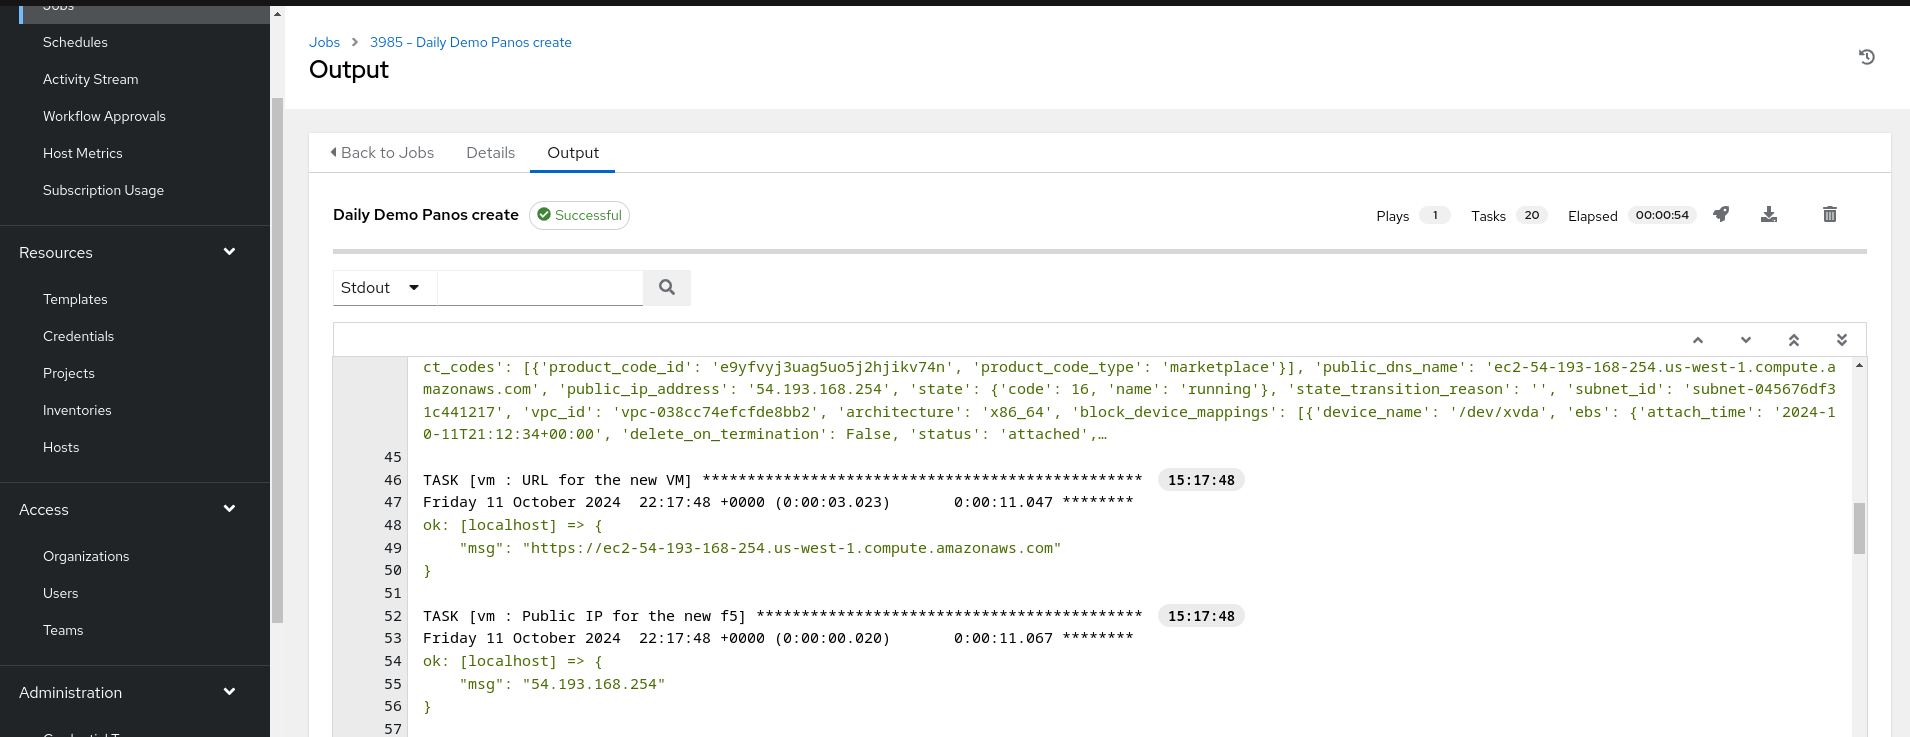 Jobs
Schedules
Activity Stream
Workflow Approvals
Host Metrics
Subscription Usage
Resources
Templates
Credentials
Projects
Inventories
Hosts
Access
Organizations
Users
Teams
Administration
Jobs > 3985 - Daily Demo Panos create
Output
Back to Jobs Details Output
Daily Demo Panos create Successful Plays 1 Tasks 20 Elapsed 00:00:54
Stdout
ct_codes': [{'product_code_id': 'e9yfvyj3uag5uo5j2hjikv74n', 'product_code_type': 'marketplace'}], 'public_dns_name': 'ec2-54-193-168-254.us-west-1.compute.a
mazonaws.com', 'public_ip_address': '54.193.168.254', 'state': {'code': 16, 'name': 'running'}, 'state_transition_reason': '', 'subnet_id': 'subnet-045676df3
1c441217', 'vpc_id': 'vpc-038cc74efcfde8bb2', 'architecture': 'x86_64', 'block_device_mappings': [{'device_name': '/dev/xvda', 'ebs': {'attach_time': '2024-1
0-11T21:12:34+00:00', 'delete_on_termination': False, 'status': 'attached',…
45
46 TASK [vm : URL for the new VM] ************************************************* 15:17:48
47 Friday 11 October 2024  22:17:48 +0000 (0:00:03.023)       0:00:11.047 ********
48 ok: [localhost] => {
49     "msg": "https://ec2-54-193-168-254.us-west-1.compute.amazonaws.com"
50 }
51
52 TASK [vm : Public IP for the new f5] ******************************************* 15:17:48
53 Friday 11 October 2024  22:17:48 +0000 (0:00:00.020)       0:00:11.067 ********
54 ok: [localhost] => {
55     "msg": "54.193.168.254"
56 }
57